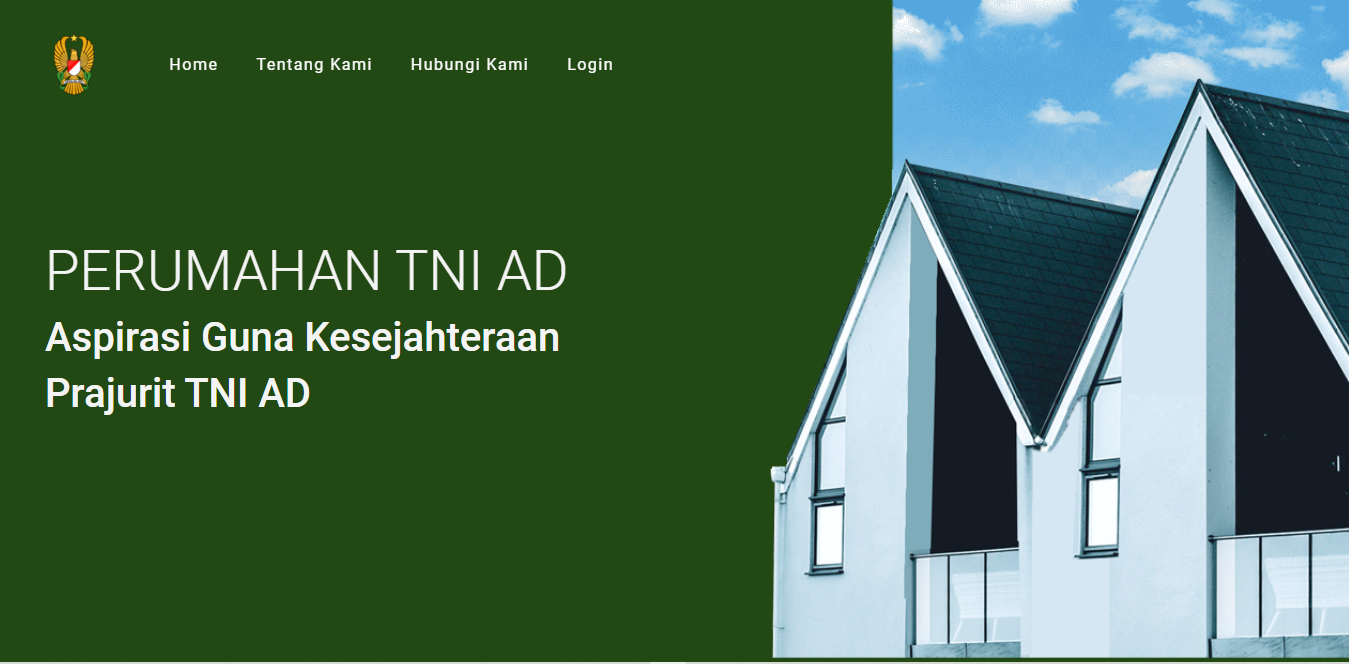 Home Tentang Kami Hubungi Kami Login
PERUMAHAN TNI AD
Aspirasi Guna Kesejahteraan
Prajurit TNI AD